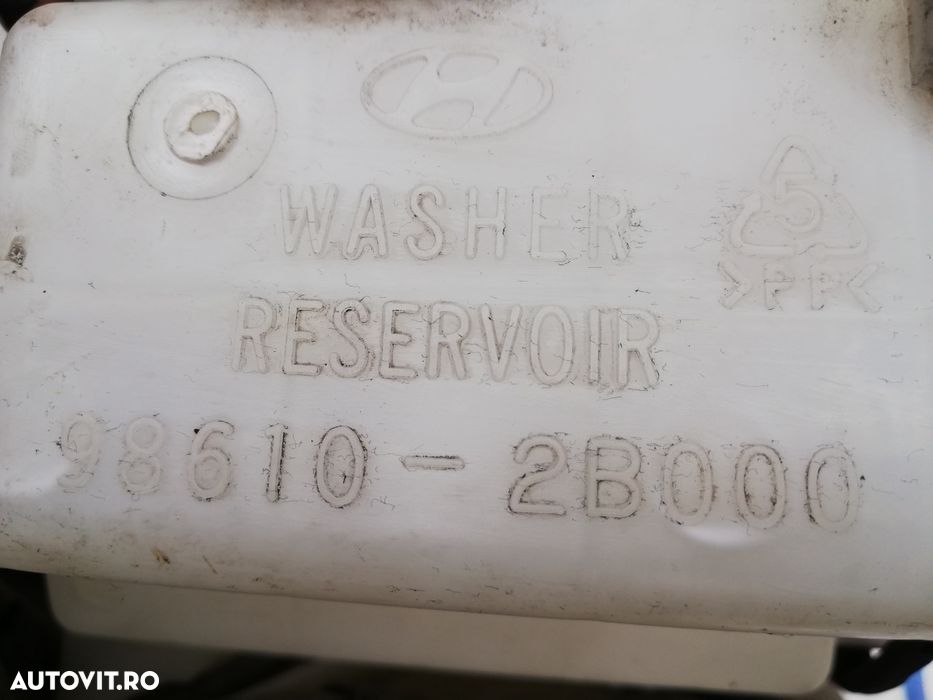 WASHER
5
>PP<
RESERVOIR
98610-2B000
AUTOVIT.RO